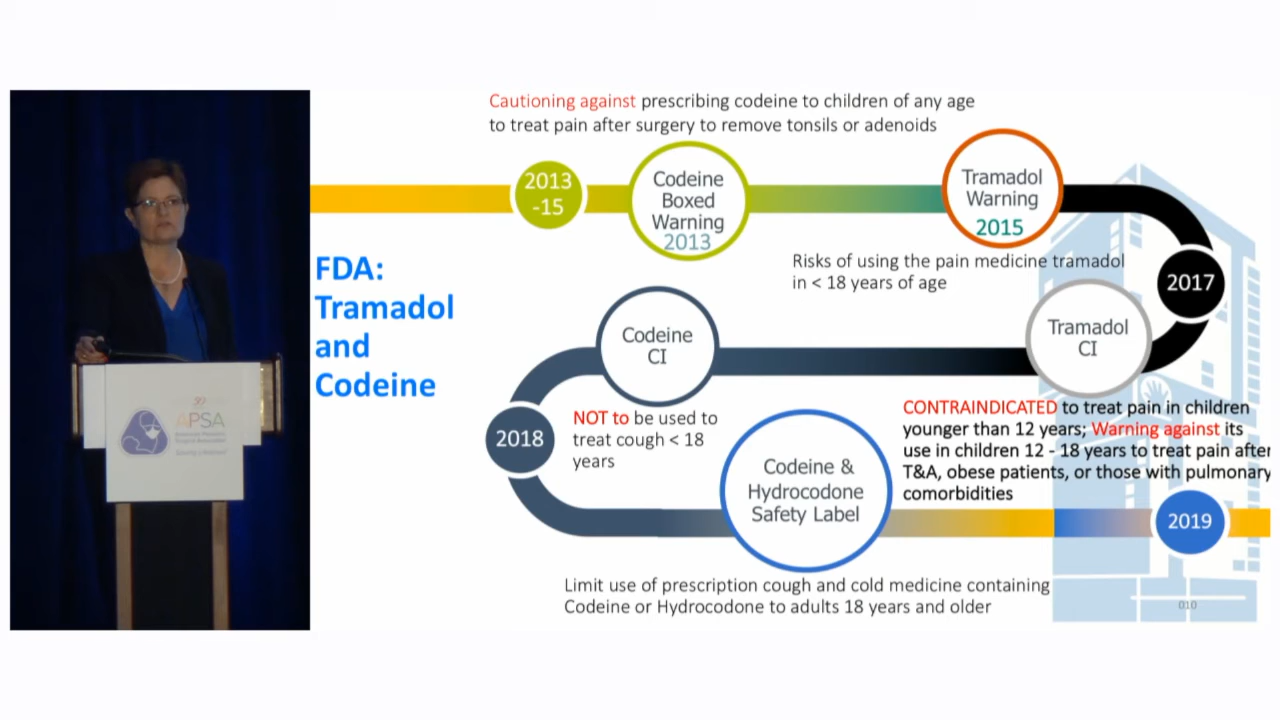 Cautioning against prescribing codeine to children of any age
to treat pain after surgery to remove tonsils or adenoids
2013
-15
Codeine
Boxed
Warning
2013
Tramadol
Warning
2015
FDA:
Tramadol
and
Codeine
Risks of using the pain medicine tramadol
in < 18 years of age
2017
Codeine
CI
Tramadol
CI
2018
NOT to be used to
treat cough < 18
years
CONTRAINDICATED to treat pain in children
younger than 12 years; Warning against its
use in children 12 - 18 years to treat pain after
T&A, obese patients, or those with pulmonary
comorbidities
Codeine &
Hydrocodone
Safety Label
2019
Limit use of prescription cough and cold medicine containing
Codeine or Hydrocodone to adults 18 years and older
010
APSA